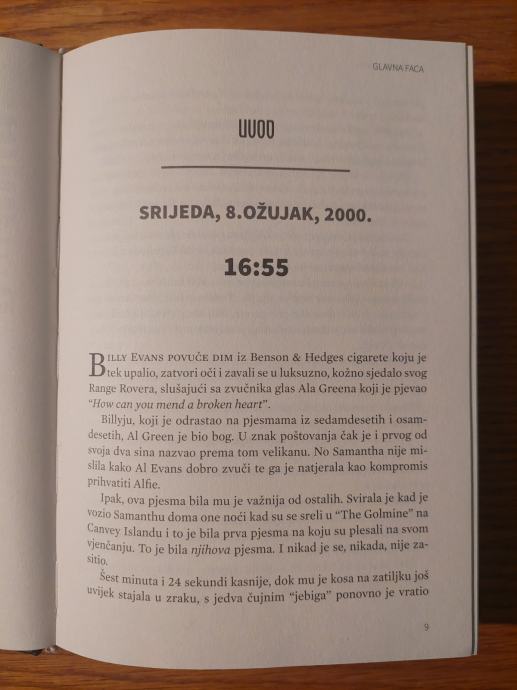 GLAVNA FACA
UVOD
SRIJEDA, 8.OŽUJAK, 2000.
16:55
BILLY EVANS POVUČE DIM iz Benson & Hedges cigarete koju je
tek upalio, zatvori oči i zavali se u luksuzno, kožno sjedalo svog
Range Rovera, slušajući sa zvučnika glas Ala Greena koji je pjevao
“How can you mend a broken heart”.
Billyju, koji je odrastao na pjesmama iz sedamdesetih i osam-
desetih, Al Green je bio bog. U znak poštovanja čak je i prvog od
svoja dva sina nazvao prema tom velikanu. No Samantha nije mi-
slila kako Al Evans dobro zvuči te ga je natjerala kao kompromis
prihvatiti Alfie.
Ipak, ova pjesma bila mu je važnija od ostalih. Svirala je kad je
vozio Samanthu doma one noći kad su se sreli u “The Golmine” na
Canvey Islandu i to je bila prva pjesma na koju su plesali na svom
vjenčanju. To je bila njihova pjesma. I nikad je se, nikada, nije za-
sitio.
Šest minuta i 24 sekundi kasnije, dok mu je kosa na zatiljku još
uvijek stajala u zraku, s jedva čujnim “jebiga” ponovno je vratio
9